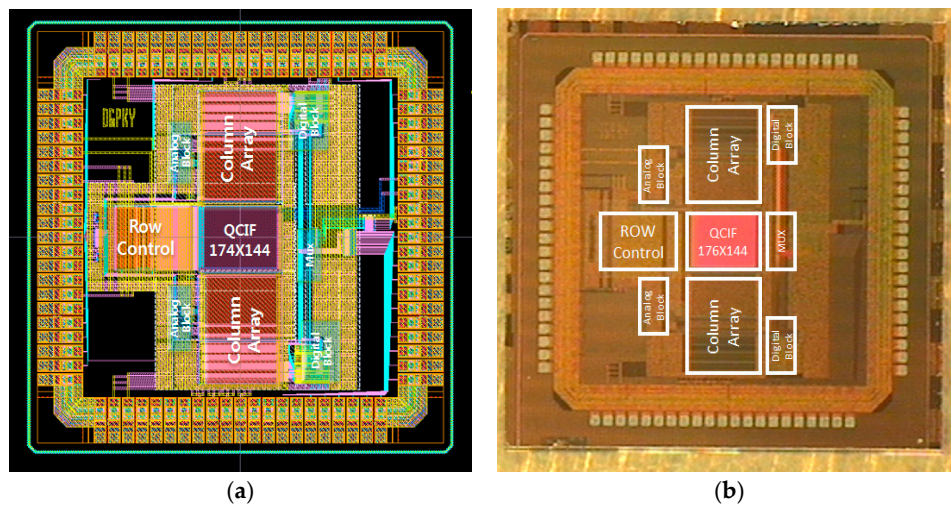 D&PKY
Column
Array
Digital
Block
Analog
Block
Row
Control
QCIF
174X144
Mux
Analog
Block
Column
Array
Digital
Block
(a)
Column
Array
Digital
Block
Analog
Block
ROW
Control
QCIF
176X144
MUX
Analog
Block
Column
Array
Digital
Block
(b)